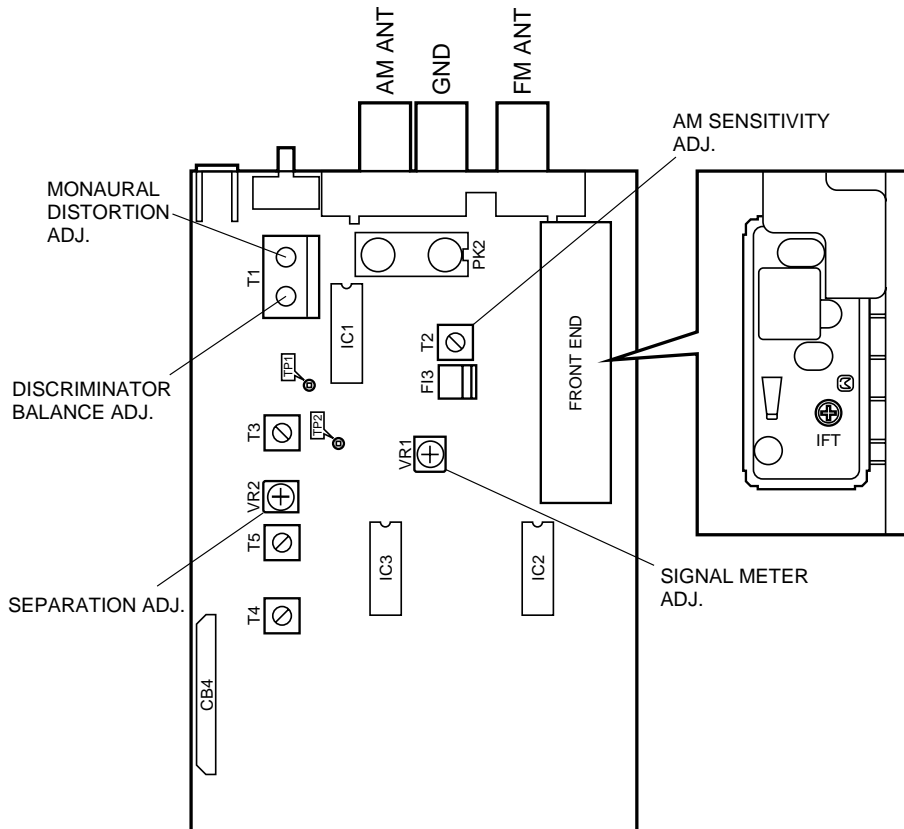 AM ANT
GND
FM ANT
AM SENSITIVITY
ADJ.
MONAURAL
DISTORTION
ADJ.
T1
PK2
IC1
T2
FI3
FRONT END
M
IFT
TP1
DISCRIMINATOR
BALANCE ADJ.
T3
TP2
VR1
VR2
T5
IC3
IC2
SIGNAL METER
ADJ.
SEPARATION ADJ.
T4
CB4